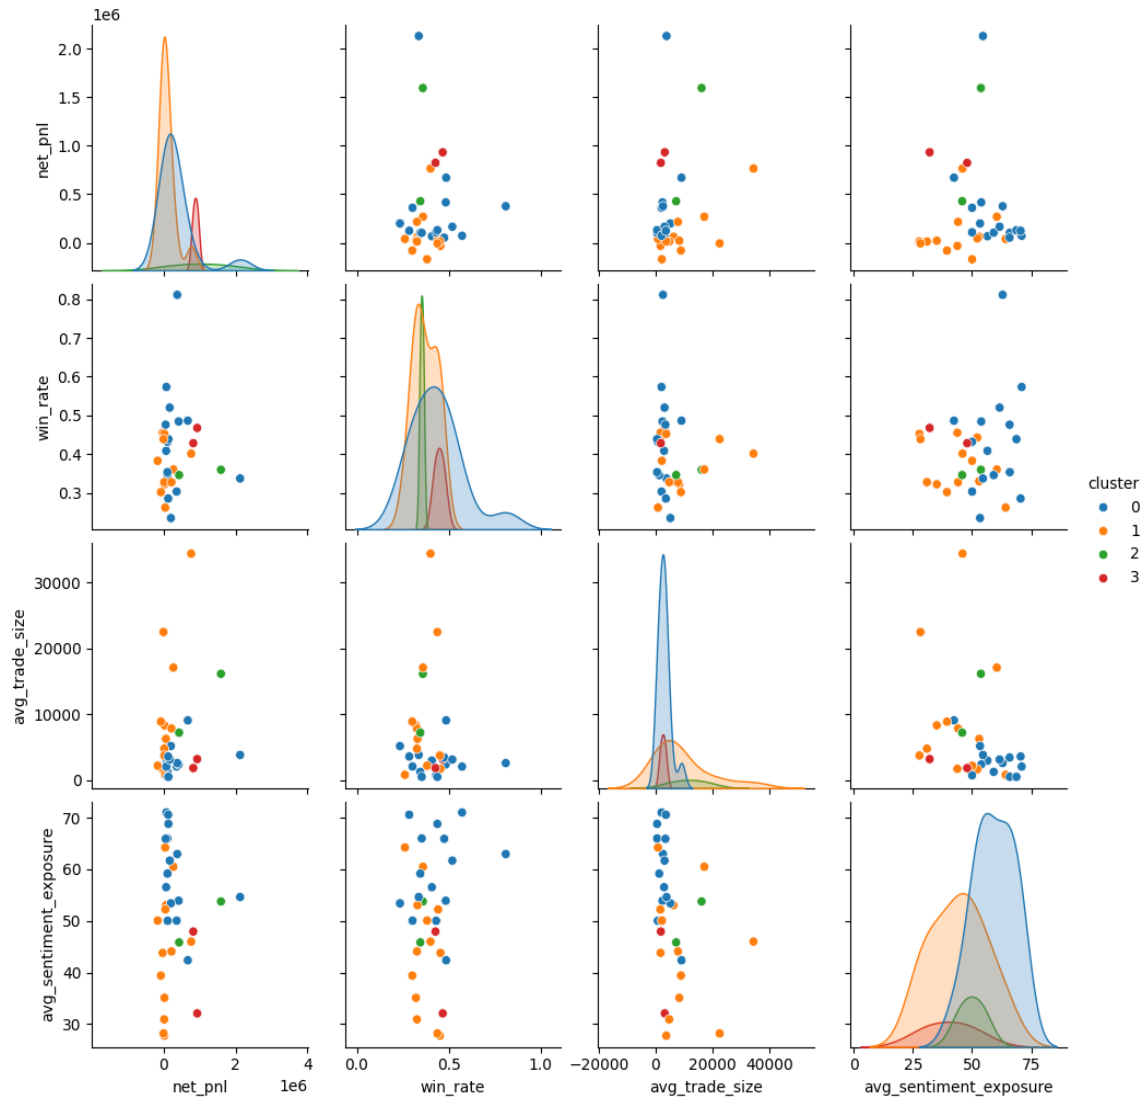 1e6
2.0
1.5
1.0
0.5
0.0
net_pnl
0.8
0.7
0.6
0.5
0.4
0.3
win_rate
cluster
0
1
2
3
30000
20000
10000
0
avg_trade_size
70
60
50
40
30
avg_sentiment_exposure
0 2 4
1e6
net_pnl
0.0 0.5 1.0
win_rate
−20000 0 20000 40000
avg_trade_size
0 25 50 75
avg_sentiment_exposure